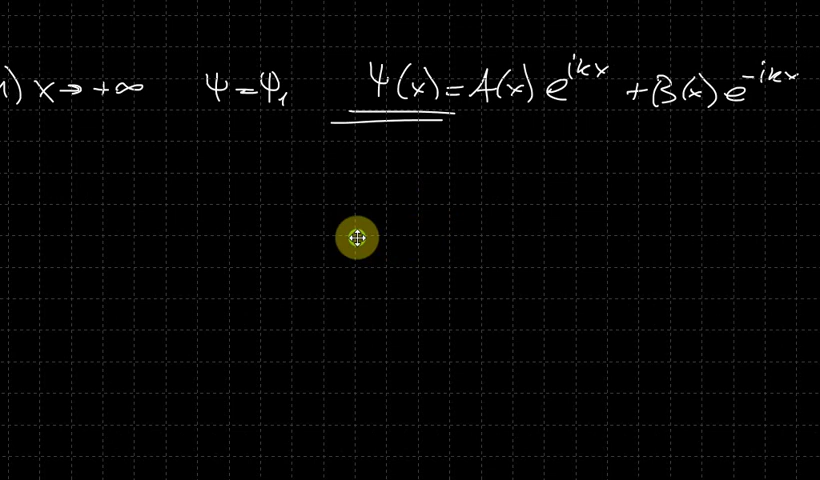 1) x → +∞ ψ = ψ₁ ψ(x) = A(x) e^{ikx} + B(x) e^{-ikx}